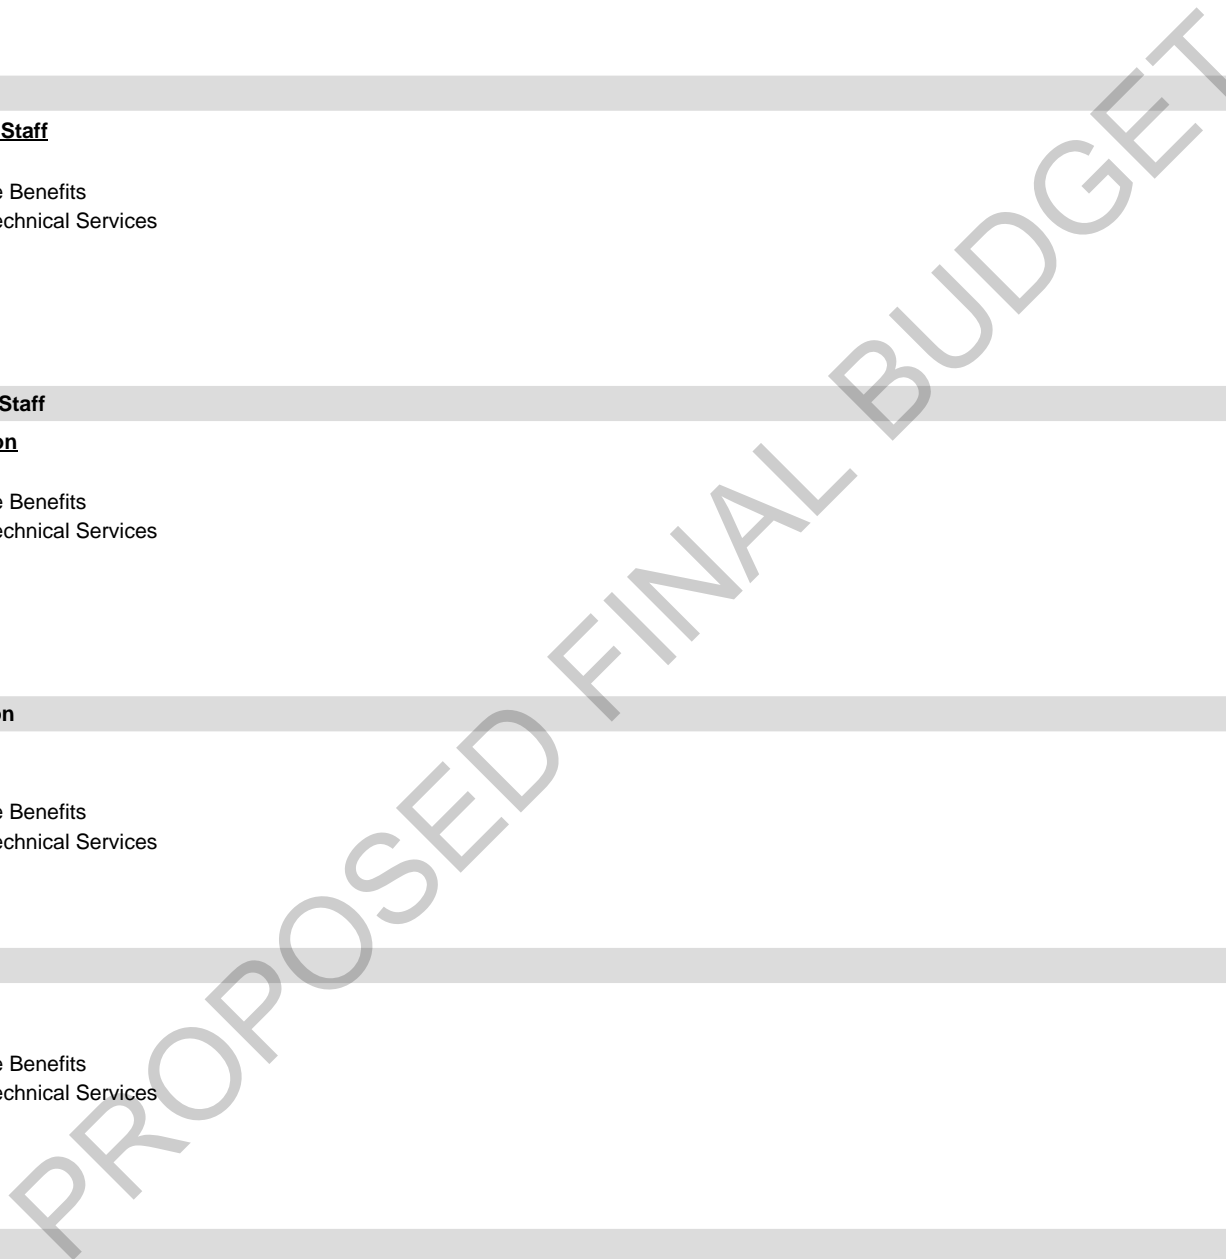 Staff
e Benefits
echnical Services
Staff
on
e Benefits
echnical Services
on
e Benefits
echnical Services
e Benefits
echnical Services
PROPOSED FINAL BUDGET